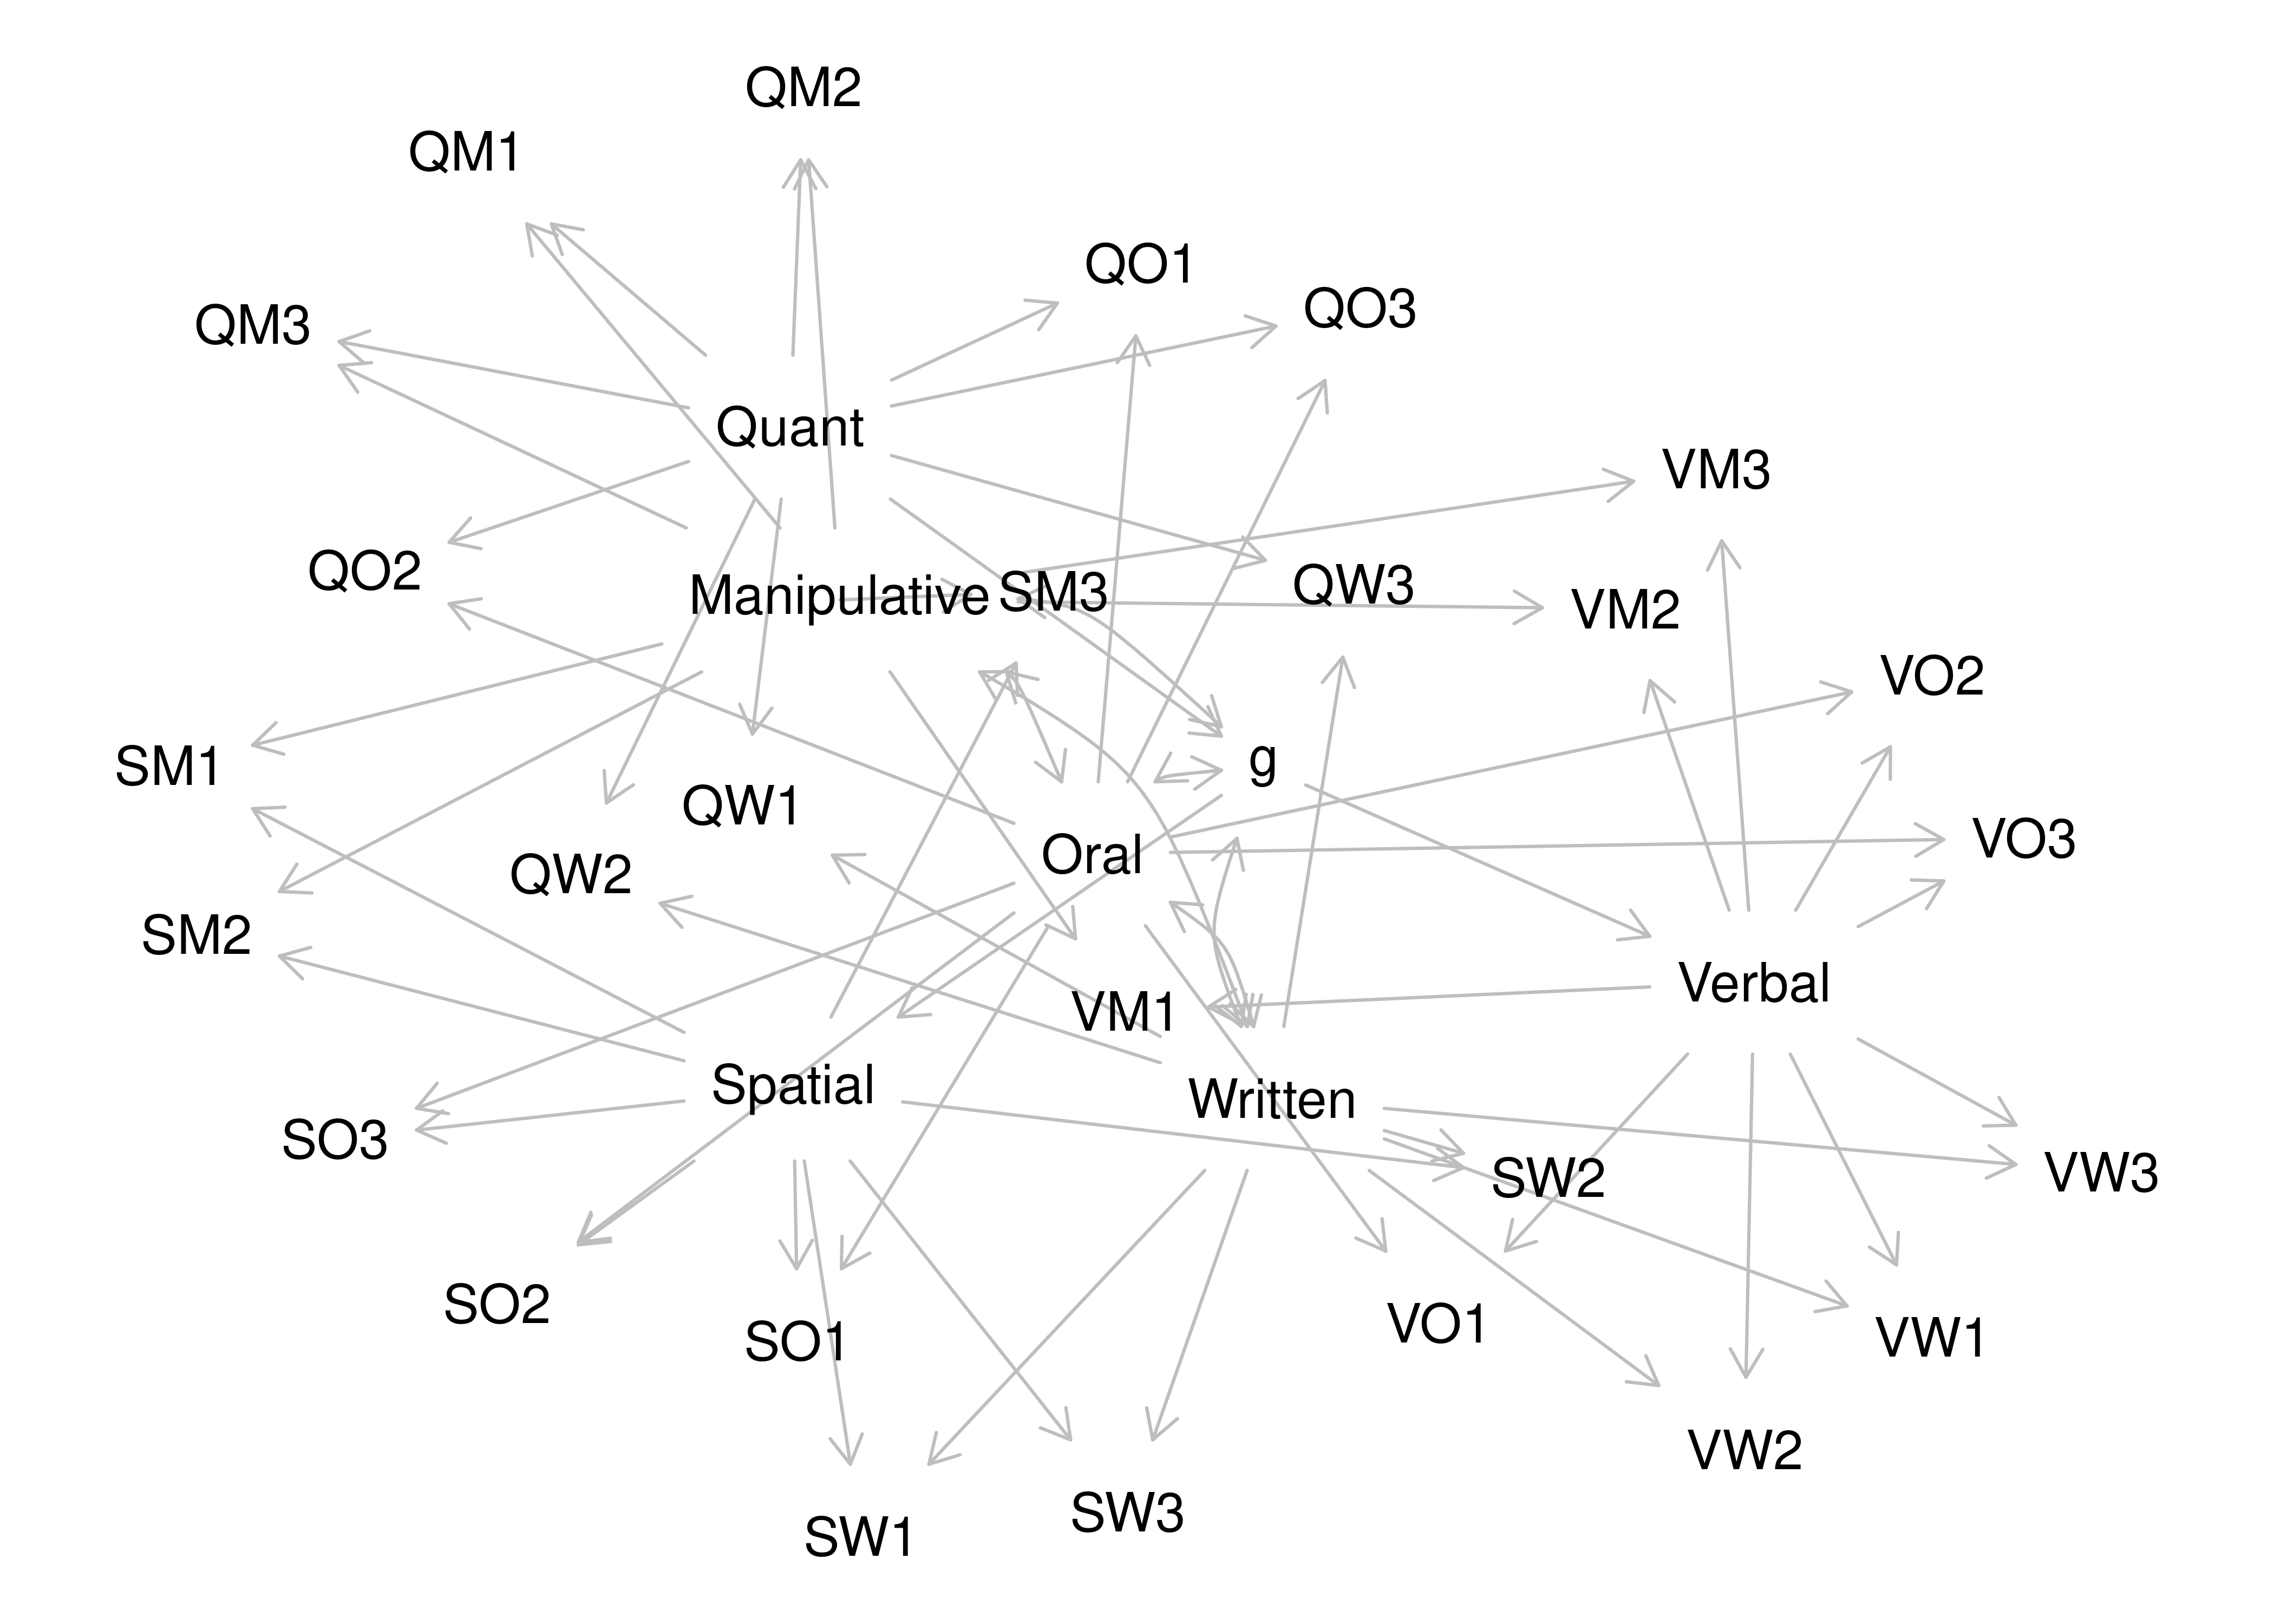 QM2
QM1
QO1
QO3
QM3
Quant
VM3
QO2
Manipulative
SM3
QW3
VM2
VO2
SM1
g
QW1
Oral
VO3
QW2
SM2
Verbal
VM1
Spatial
Written
SO3
SW2
VW3
SO2
SO1
VO1
VW1
VW2
SW3
SW1